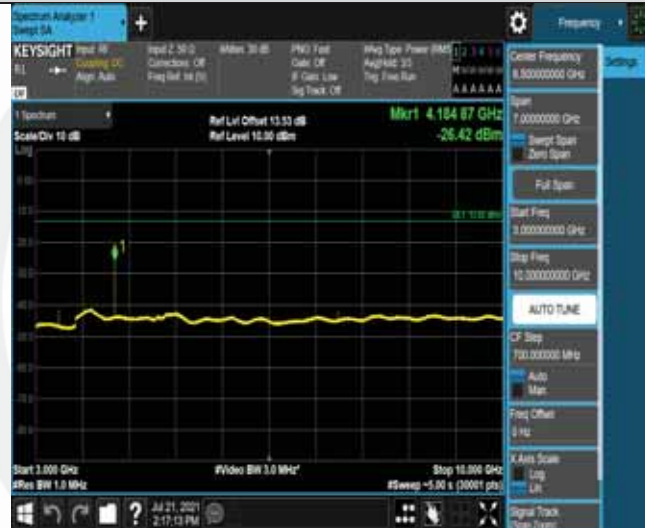 Spectrum Analyzer 1
Swept SA
+
Frequency
KEYSIGHT
Input: RF
Coupling: DC
Align: Auto
Input Z: 50 Ω
Corrections: Off
Freq Ref: Int (S)
#Atten: 30 dB
PNO: Fast
Gate: Off
IF Gain: Low
Sig Track: Off
#Avg Type: Power (RMS)
Trig: Free Run
A A A A A A
1 Spectrum
Scale/Div 10 dB
Ref Lvl Offset 13.53 dB
Ref Level 10.00 dBm
Mkr1 4.184 87 GHz
-26.42 dBm
Log
1
Start 3.000 GHz
#Res BW 1.0 MHz
#Video BW 3.0 MHz*
Stop 10.000 GHz
#Sweep ~5.00 s (30001 pts)
Jul 21, 2021
2:17:13 PM
Center Frequency
6.500000000 GHz
Settings
Span
7.00000000 GHz
Swept Span
Zero Span
Full Span
Start Freq
3.000000000 GHz
Stop Freq
10.000000000 GHz
AUTO TUNE
CF Step
700.000000 MHz
Auto
Man
Freq Offset
0 Hz
X Axis Scale
Log
Lin
Signal Track